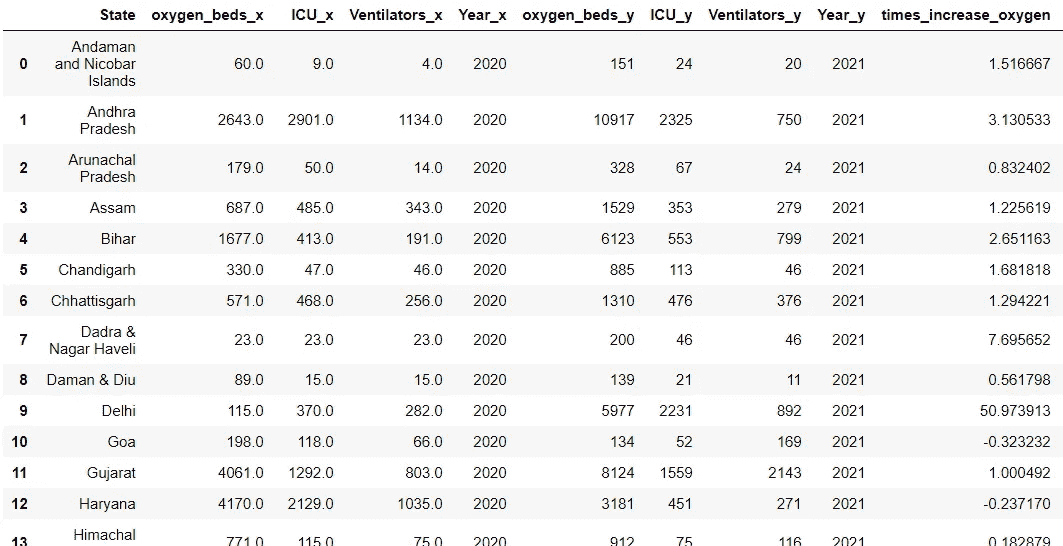 State oxygen_beds_x ICU_x Ventilators_x Year_x oxygen_beds_y ICU_y Ventilators_y Year_y times_increase_oxygen
0 Andaman and Nicobar Islands 60.0 9.0 4.0 2020 151 24 20 2021 1.516667
1 Andhra Pradesh 2643.0 2901.0 1134.0 2020 10917 2325 750 2021 3.130533
2 Arunachal Pradesh 179.0 50.0 14.0 2020 328 67 24 2021 0.832402
3 Assam 687.0 485.0 343.0 2020 1529 353 279 2021 1.225619
4 Bihar 1677.0 413.0 191.0 2020 6123 553 799 2021 2.651163
5 Chandigarh 330.0 47.0 46.0 2020 885 113 46 2021 1.681818
6 Chhattisgarh 571.0 468.0 256.0 2020 1310 476 376 2021 1.294221
7 Dadra & Nagar Haveli 23.0 23.0 23.0 2020 200 46 46 2021 7.695652
8 Daman & Diu 89.0 15.0 15.0 2020 139 21 11 2021 0.561798
9 Delhi 115.0 370.0 282.0 2020 5977 2231 892 2021 50.973913
10 Goa 198.0 118.0 66.0 2020 134 52 169 2021 -0.323232
11 Gujarat 4061.0 1292.0 803.0 2020 8124 1559 2143 2021 1.000492
12 Haryana 4170.0 2129.0 1035.0 2020 3181 451 271 2021 -0.237170
13 Himachal 771.0 115.0 75.0 2020 912 75 116 2021 0.182879